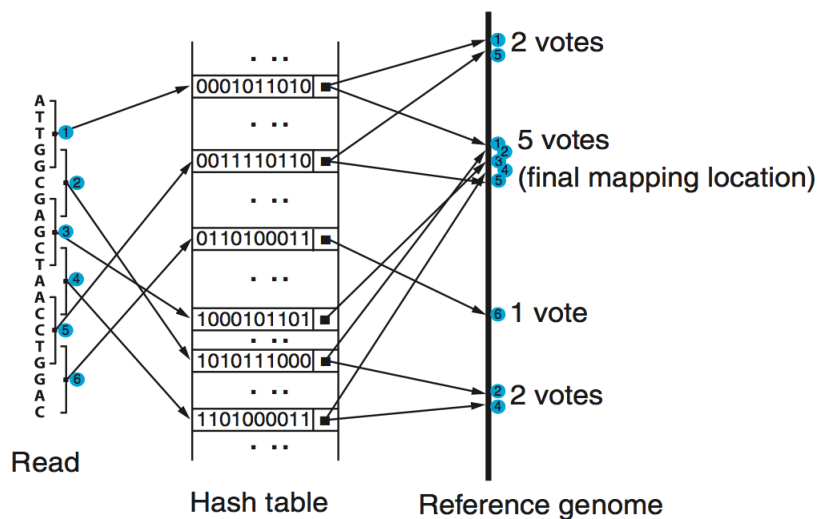 A
T
T
G
G
C
G
A
G
C
T
A
A
C
C
T
G
G
A
C
1
2
3
4
5
6
Read
...
0001011010
...
0011110110
...
0110100011
...
1000101101
...
1010111000
...
1101000011
...
Hash table
1
5
2 votes
1
2
3
4
5
5 votes
(final mapping location)
6
1 vote
2
4
2 votes
Reference genome